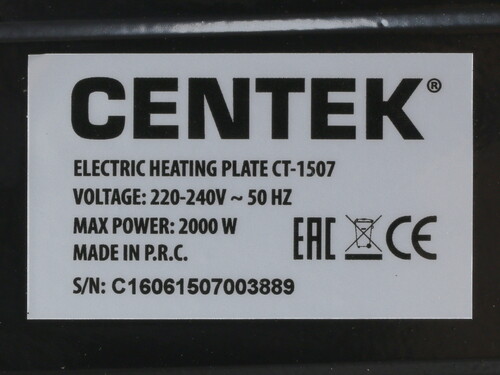 CENTEK®
ELECTRIC HEATING PLATE CT-1507
VOLTAGE: 220-240V ~ 50 HZ
MAX POWER: 2000 W
MADE IN P.R.C.
EAC CE
S/N: C16061507003889